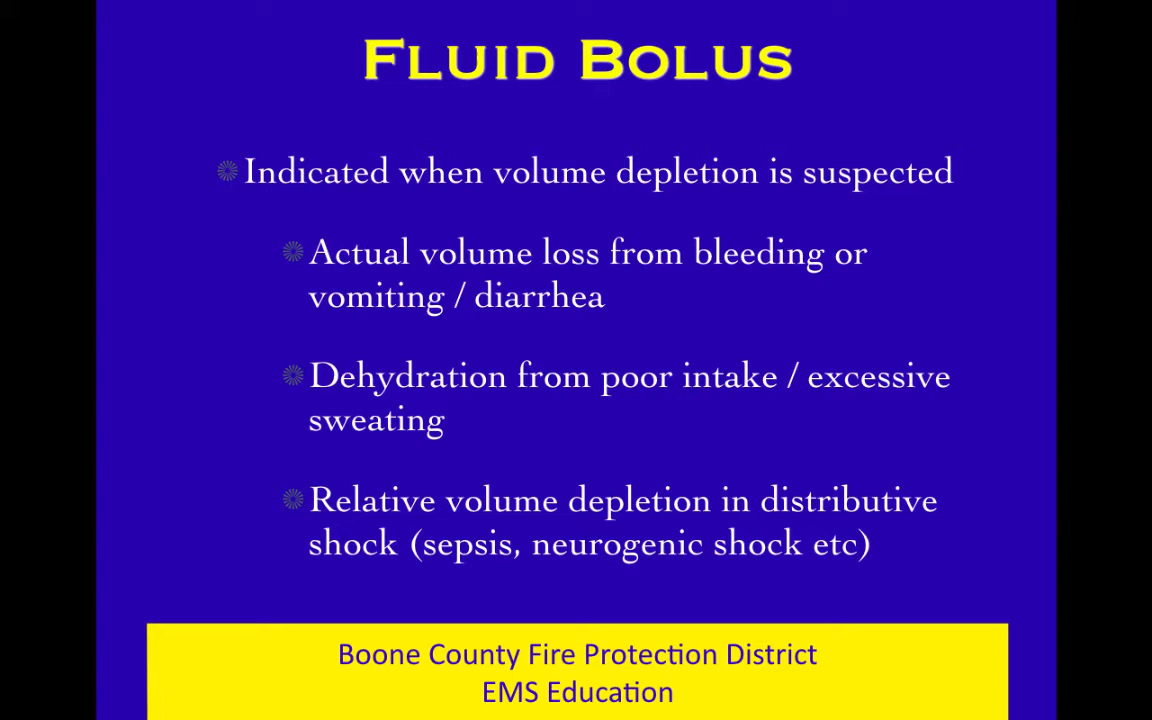 Fluid Bolus
Indicated when volume depletion is suspected
Actual volume loss from bleeding or
vomiting / diarrhea
Dehydration from poor intake / excessive
sweating
Relative volume depletion in distributive
shock (sepsis, neurogenic shock etc)
Boone County Fire Protection District
EMS Education